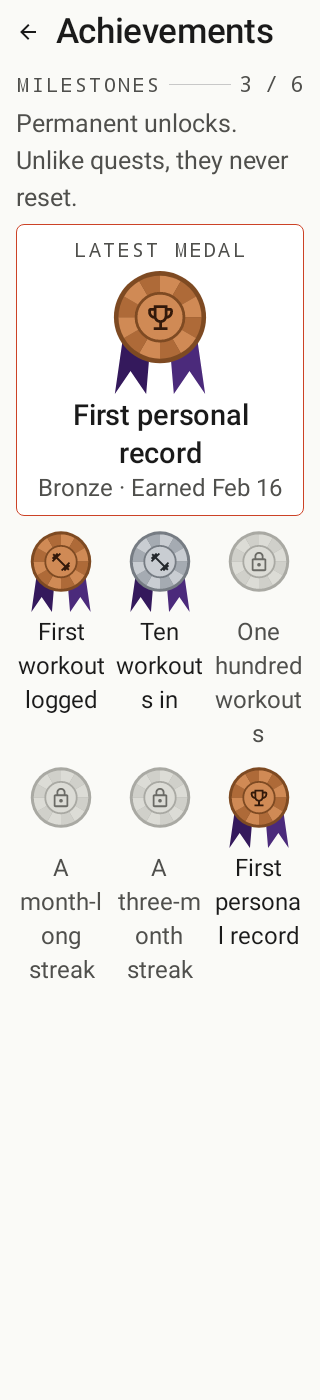 Achievements
MILESTONES 3 / 6
Permanent unlocks.
Unlike quests, they never
reset.
LATEST MEDAL
First personal
record
Bronze · Earned Feb 16
First
workout
logged
Ten
workout
s in
One
hundred
workout
s
A
month-l
ong
streak
A
three-m
onth
streak
First
persona
l record